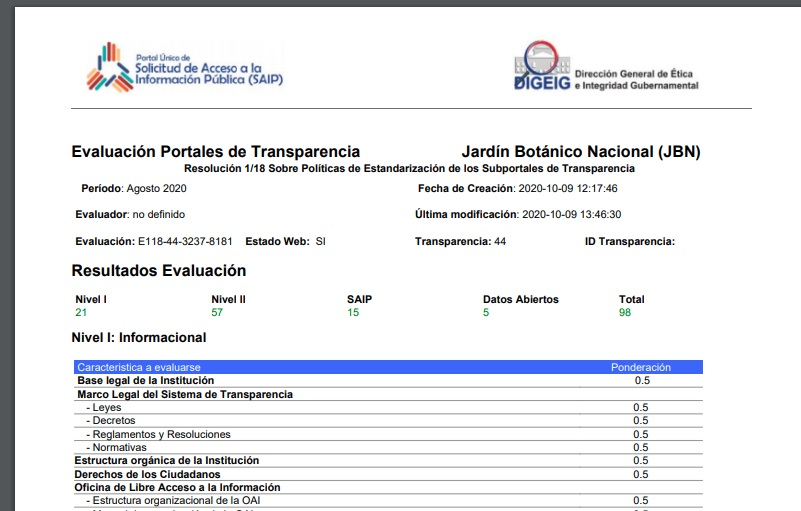 Portal Único de
Solicitud de Acceso a la
Información Pública (SAIP)
DIGEIG
Dirección General de Ética
e Integridad Gubernamental
Evaluación Portales de Transparencia Jardín Botánico Nacional (JBN)
Resolución 1/18 Sobre Políticas de Estandarización de los Subportales de Transparencia
Período: Agosto 2020 Fecha de Creación: 2020-10-09 12:17:46
Evaluador: no definido Última modificación: 2020-10-09 13:46:30
Evaluación: E118-44-3237-8181 Estado Web: SI Transparencia: 44 ID Transparencia:
Resultados Evaluación
Nivel I Nivel II SAIP Datos Abiertos Total
21 57 15 5 98
Nivel I: Informacional
Caracteristica a evaluarse Ponderación
Base legal de la Institución 0.5
Marco Legal del Sistema de Transparencia
- Leyes 0.5
- Decretos 0.5
- Reglamentos y Resoluciones 0.5
- Normativas 0.5
Estructura orgánica de la Institución 0.5
Derechos de los Ciudadanos 0.5
Oficina de Libre Acceso a la Información
- Estructura organizacional de la OAI 0.5